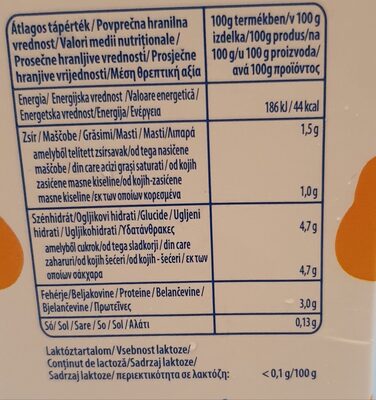 Átlagos tápérték/Povprečna hranilna
vrednost/Valori medii nutriționale/
Prosečne hranljive vrednosti/Prosječne
hranjive vrijednosti/Μέση θρεπτική αξία
100g termékben/v 100 g
izdelka/100g produs/na
100 g/u 100 g proizvoda/
ανά 100g προϊόντος
Energia/ Energijska vrednost /Valoare energetică/
Energetska vrednost/Energija/Ενέργεια
186 kJ/44 kcal
Zsír/Maščobe/Grăsimi/Masti/Masti/Λιπαρά
1,5 g
amelyből telített zsírsavak/od tega nasičene
maščobe / din care acizi grași saturați / od kojih
zasićene masne kiseline/od kojih-zasićene
masne kiseline /εκ των οποίων κορεσμένα
1,0 g
Szénhidrát/Ogljikovi hidrati/Glucide/Ugljeni
hidrati/Ugljikohidrati/Υδατάνθρακες
4,7 g
amelyből cukrok/od tega sladkorji / din care
zaharuri/od kojih šećeri/od kojih - šećeri / εκ των
οποίων σάκχαρα
4,7 g
Fehérje/Beljakovine/Proteine/Belančevine/
Bjelančevine/Πρωτεΐνες
3,0 g
Só/ Sol /Sare / So / Sol /Αλάτι
0,13 g
Laktóztartalom/Vsebnost laktoze/
Conținut de lactoză/Sadrzaj laktoze/
Sadrzaj laktoze/ περιεκτικότητα σε λακτόζη:
<0,1 g/100 g